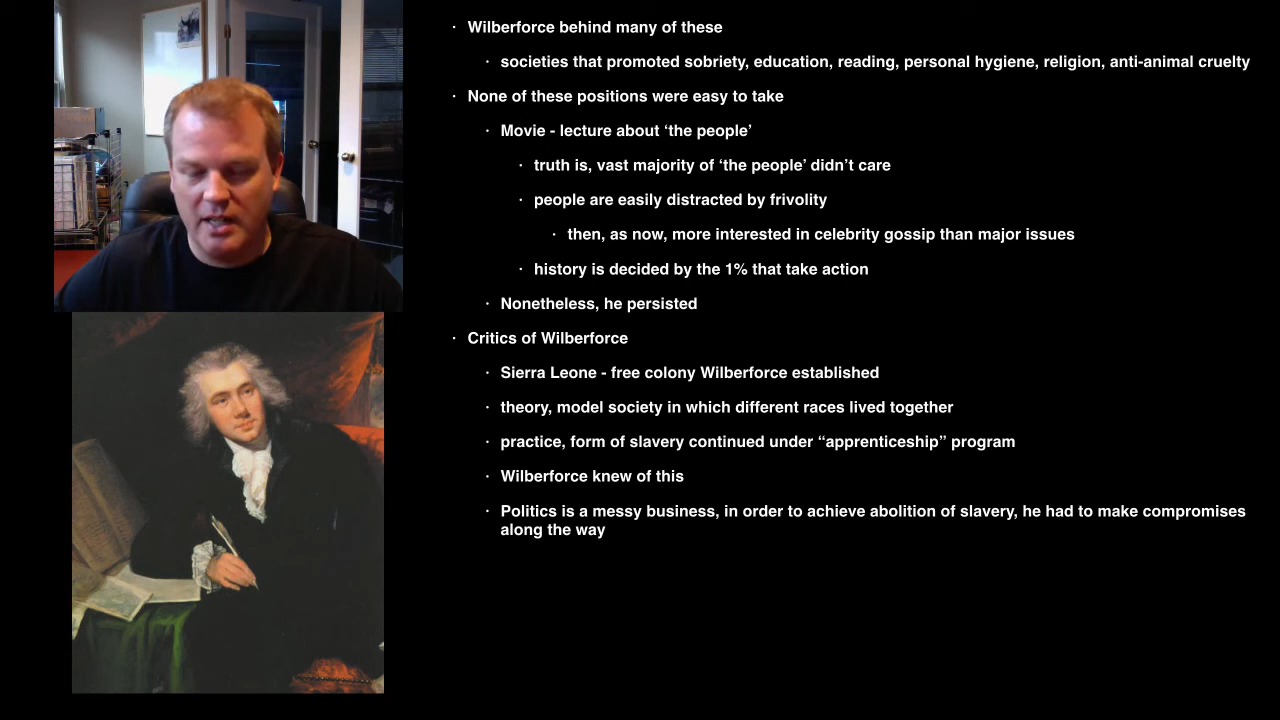 · Wilberforce behind many of these
· societies that promoted sobriety, education, reading, personal hygiene, religion, anti-animal cruelty
· None of these positions were easy to take
· Movie - lecture about ‘the people’
· truth is, vast majority of ‘the people’ didn’t care
· people are easily distracted by frivolity
· then, as now, more interested in celebrity gossip than major issues
· history is decided by the 1% that take action
· Nonetheless, he persisted
· Critics of Wilberforce
· Sierra Leone - free colony Wilberforce established
· theory, model society in which different races lived together
· practice, form of slavery continued under “apprenticeship” program
· Wilberforce knew of this
· Politics is a messy business, in order to achieve abolition of slavery, he had to make compromises
along the way